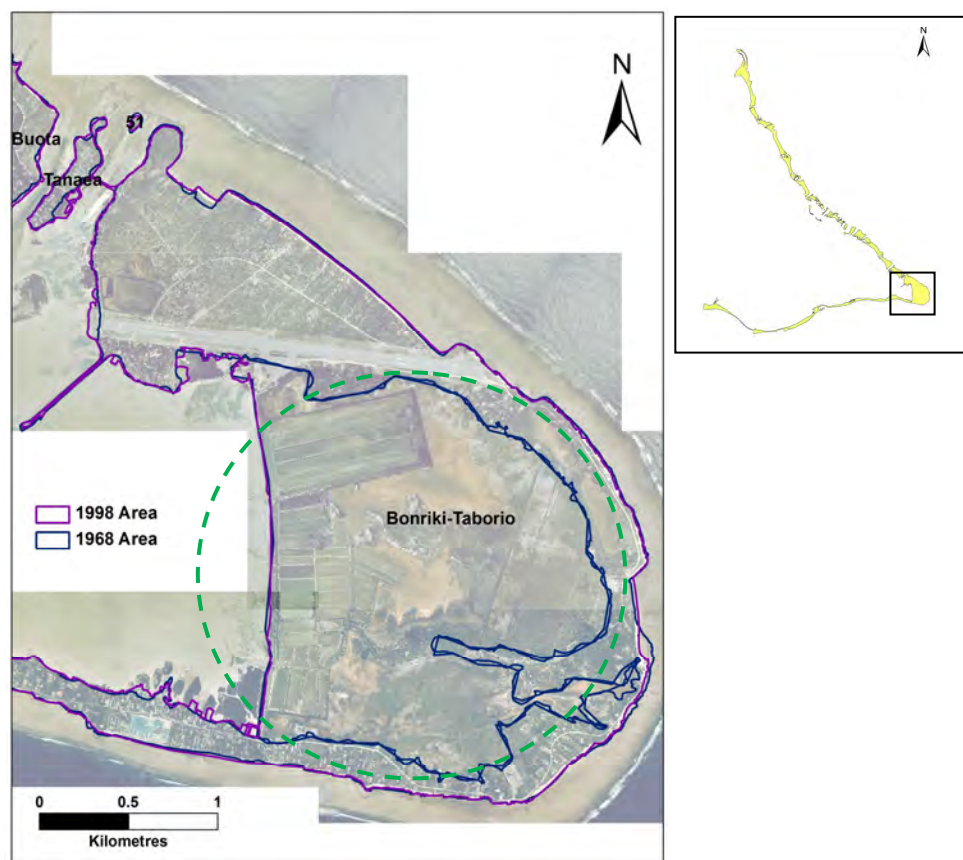 N
N
51
Buota
Tanaea
1998 Area
1968 Area
Bonriki-Taborio
0 0.5 1
Kilometres